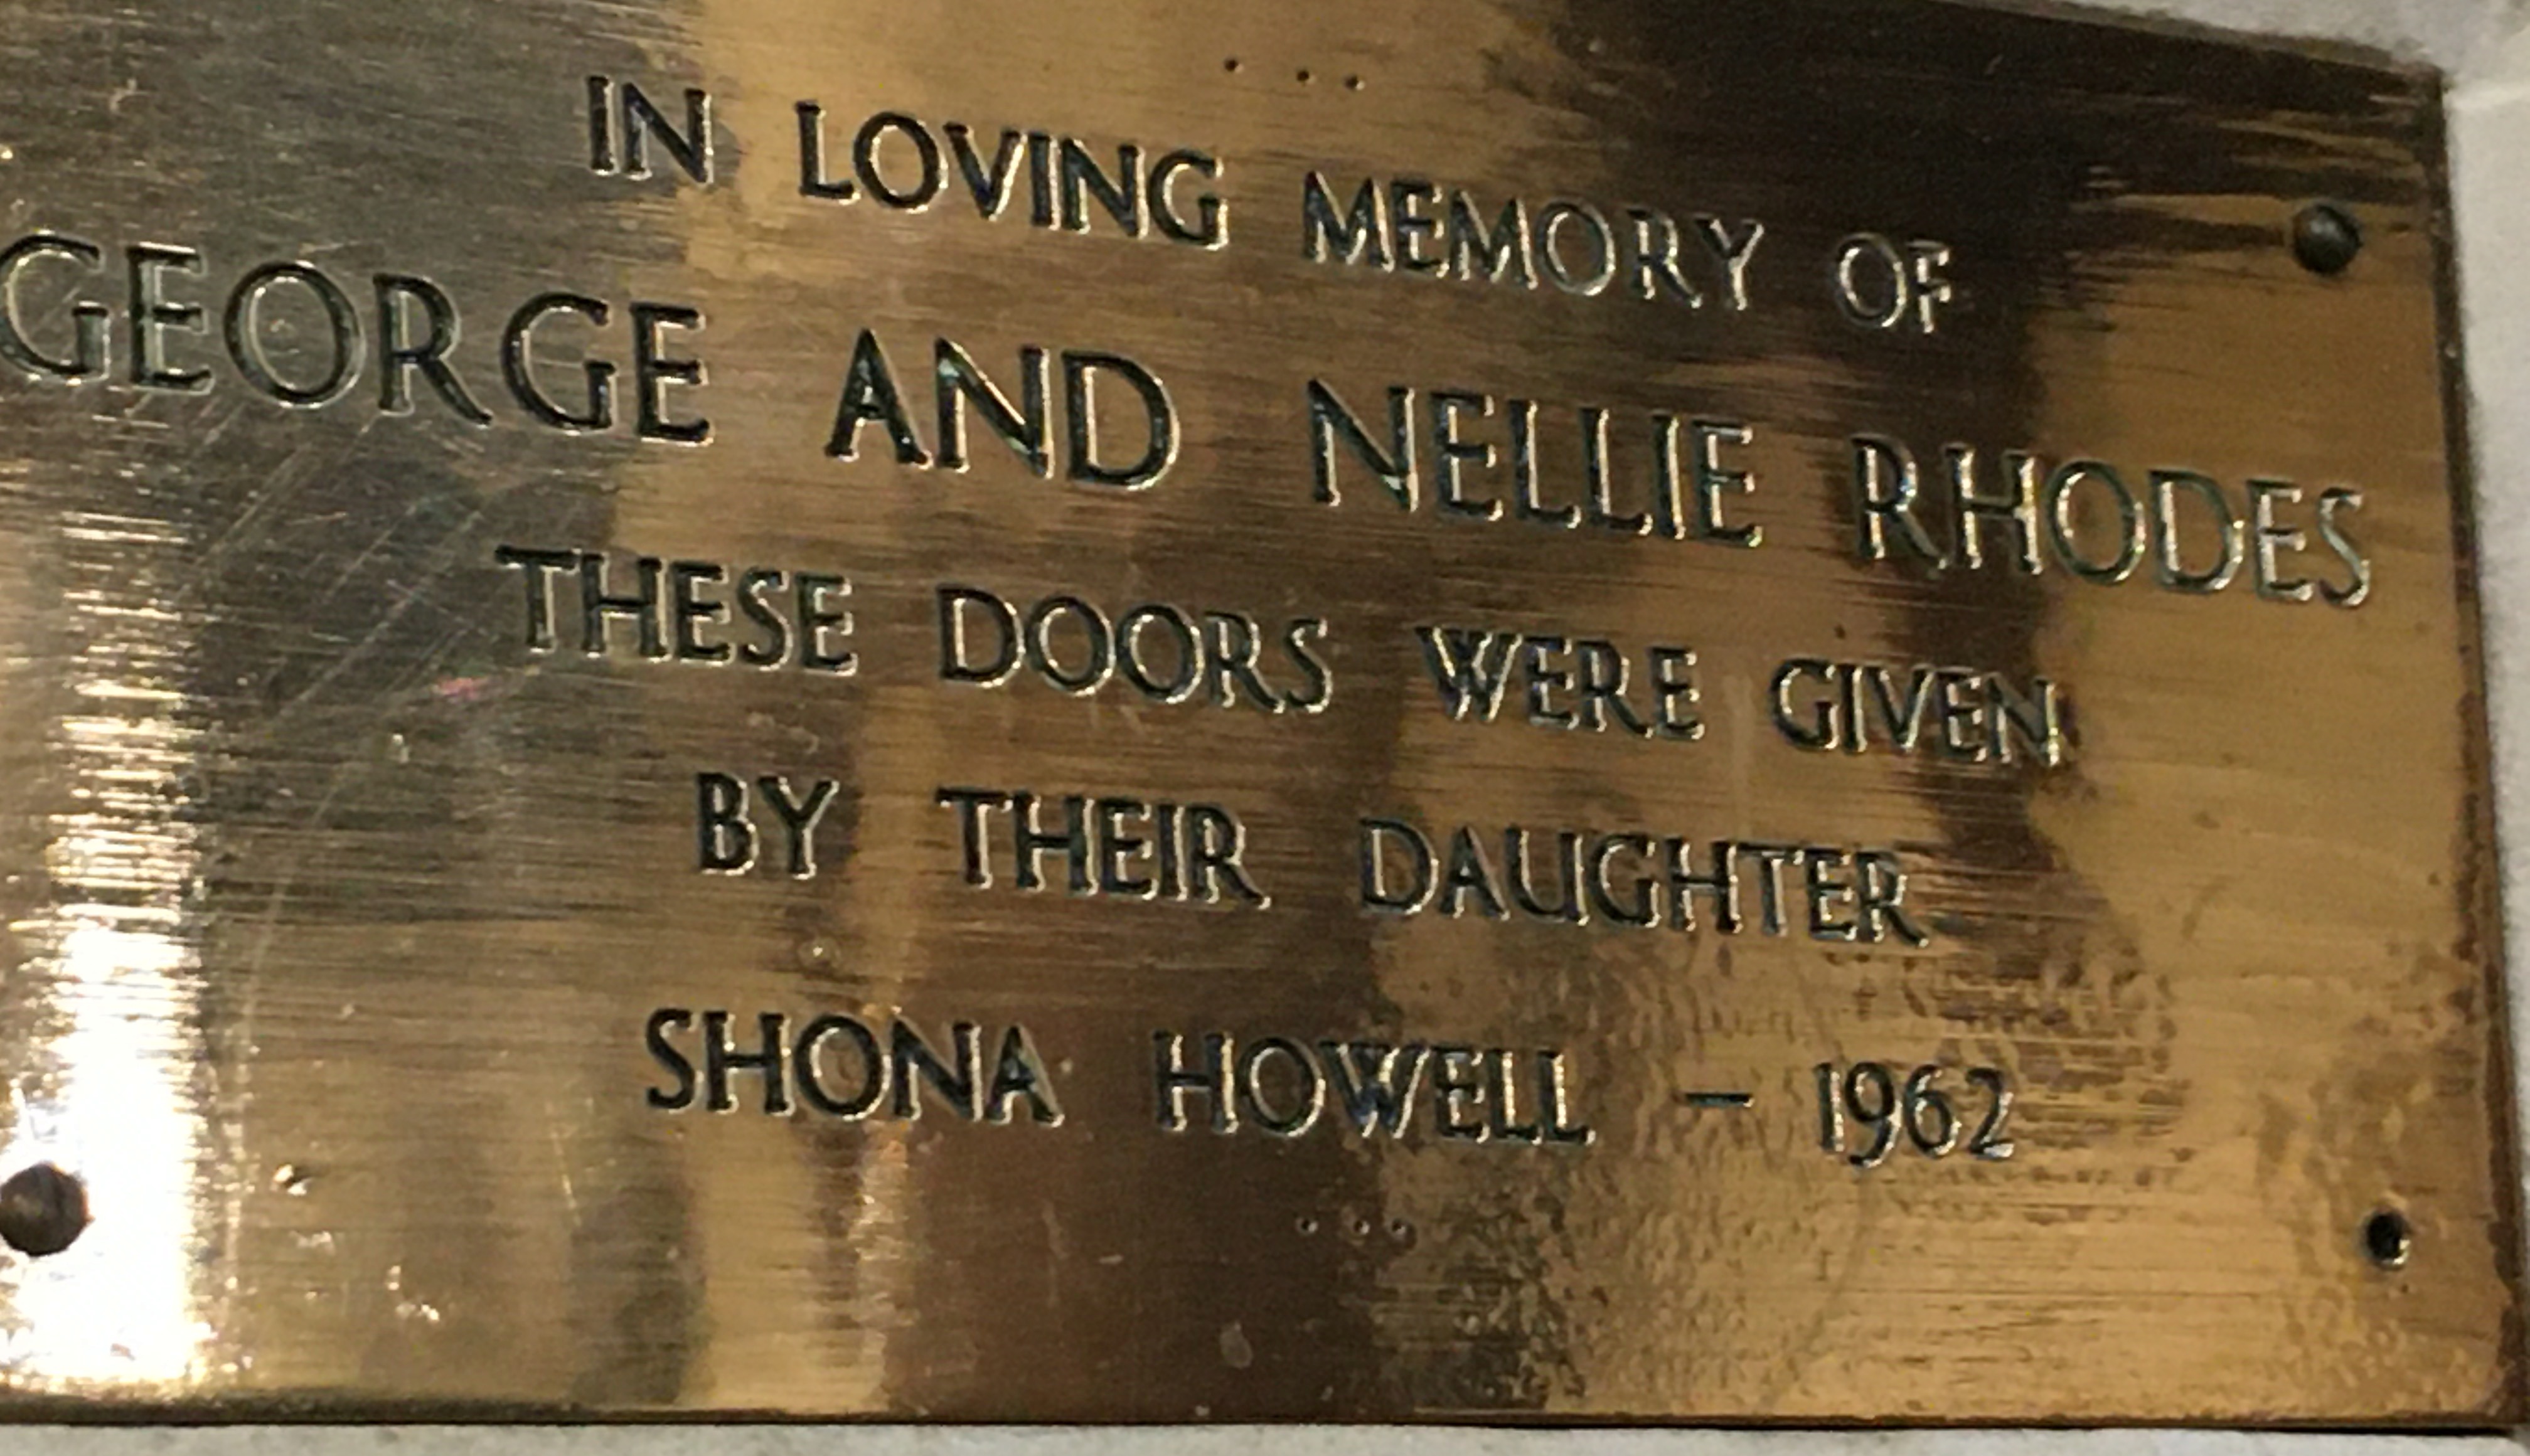 IN LOVING MEMORY OF
GEORGE AND NELLIE RHODES
THESE DOORS WERE GIVEN
BY THEIR DAUGHTER
SHONA HOWELL – 1962